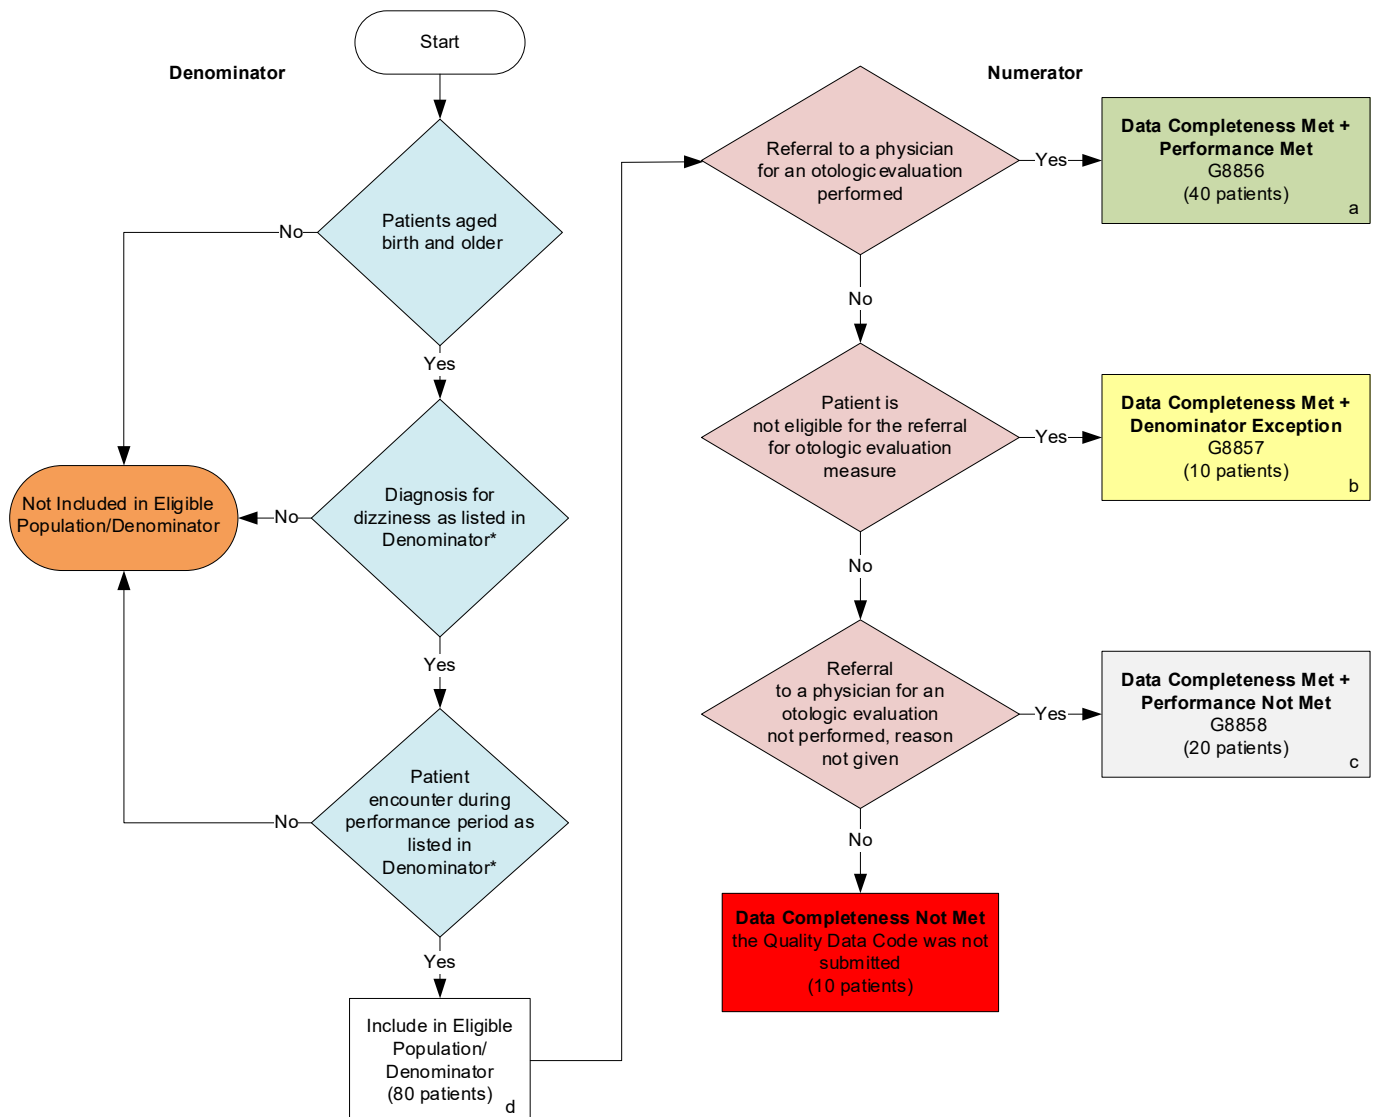 Start
Denominator
Patients aged
birth and older
No
Yes
Not Included in Eligible
Population/Denominator
No
Diagnosis for
dizziness as listed in
Denominator*
Yes
Patient
encounter during
performance period as
listed in
Denominator*
No
Yes
Include in Eligible
Population/
Denominator
(80 patients)
d
Numerator
Referral to a physician
for an otologic evaluation
performed
Yes
Data Completeness Met +
Performance Met
G8856
(40 patients)
a
No
Patient is
not eligible for the referral
for otologic evaluation
measure
Yes
Data Completeness Met +
Denominator Exception
G8857
(10 patients)
b
No
Referral
to a physician for an
otologic evaluation
not performed, reason
not given
Yes
Data Completeness Met +
Performance Not Met
G8858
(20 patients)
c
No
Data Completeness Not Met
the Quality Data Code was not
submitted
(10 patients)